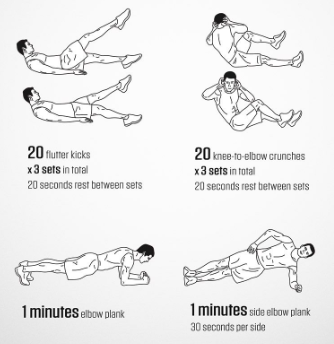 20 flutter kicks
x 3 sets in total
20 seconds rest between sets
20 knee-to-elbow crunches
x 3 sets in total
20 seconds rest between sets
1 minutes elbow plank
1 minutes side elbow plank
30 seconds per side